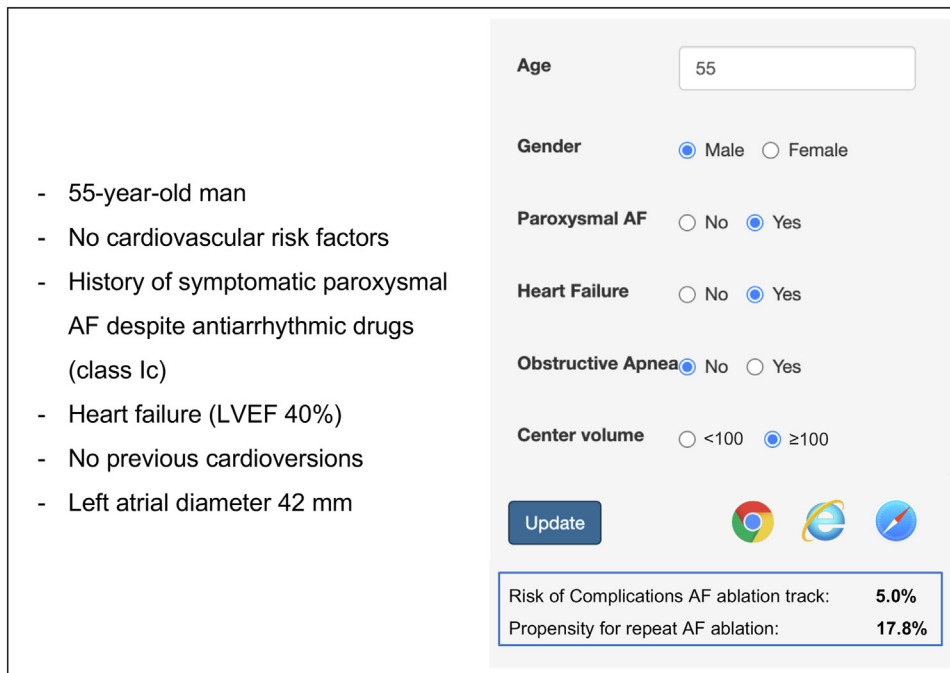 - 55-year-old man
- No cardiovascular risk factors
- History of symptomatic paroxysmal
AF despite antiarrhythmic drugs
(class Ic)
- Heart failure (LVEF 40%)
- No previous cardioversions
- Left atrial diameter 42 mm
Age 55
Gender Male Female
Paroxysmal AF No Yes
Heart Failure No Yes
Obstructive Apnea No Yes
Center volume <100 ≥100
Update
Risk of Complications AF ablation track: 5.0%
Propensity for repeat AF ablation: 17.8%